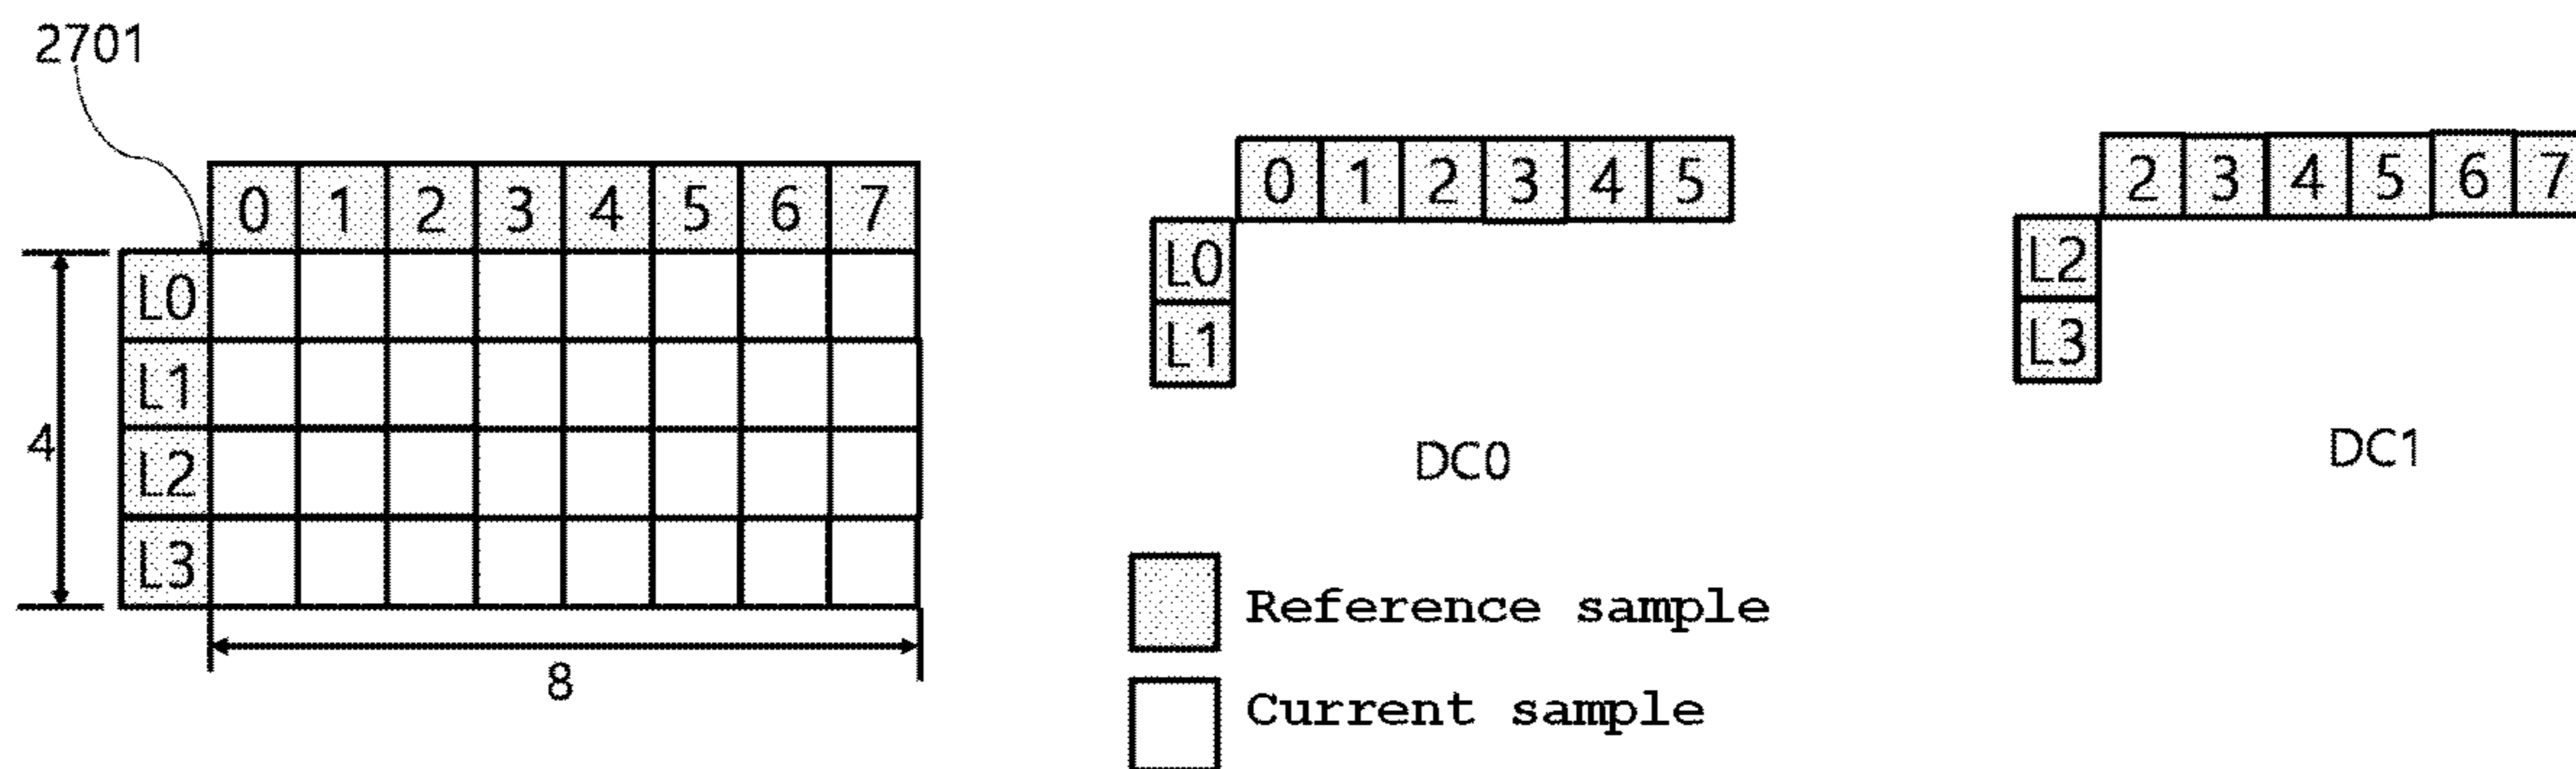 2701
0 1 2 3 4 5 6 7
L0
L1
L2
L3
4
8
0 1 2 3 4 5
L0
L1
DC0
2 3 4 5 6 7
L2
L3
DC1
Reference sample
Current sample